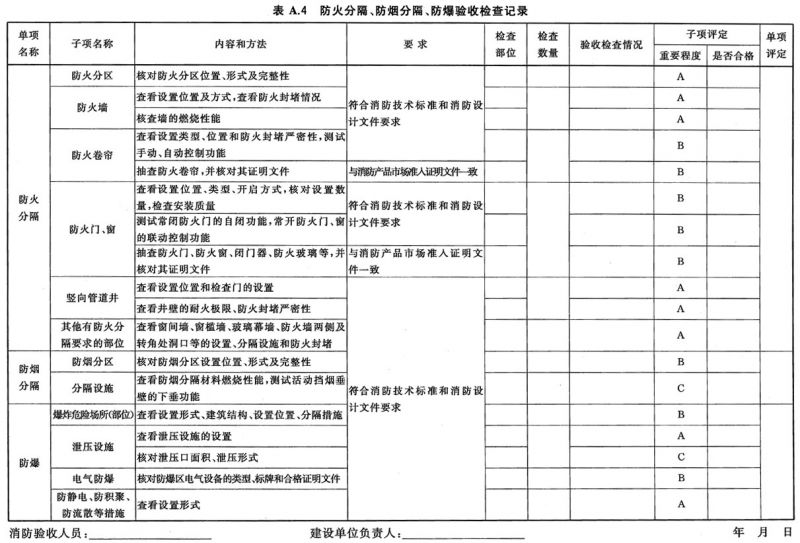 表 A.4 防火分隔、防烟分隔、防爆验收检查记录
单项名称 子项名称 内容和方法 要求 检查部位 检查数量 验收检查情况 子项评定 单项评定
重要程度 是否合格
防火分隔 防火分区 核对防火分区位置、形式及完整性 符合消防技术标准和消防设计文件要求 A
防火墙 查看设置位置及方式,查看防火封堵情况 A
核查墙的燃烧性能 A
防火卷帘 查看设置类型、位置和防火封堵严密性,测试手动、自动控制功能 B
抽查防火卷帘,并核对其证明文件 与消防产品市场准入证明文件一致 B
防火门、窗 查看设置位置、类型、开启方式,核对设置数量,检查安装质量 符合消防技术标准和消防设计文件要求 B
测试常闭防火门的自闭功能,常开防火门、窗的联动控制功能 B
抽查防火门、防火窗、闭门器、防火玻璃等,并核对其证明文件 与消防产品市场准入证明文件一致 B
竖向管道井 查看设置位置和检查门的设置 符合消防技术标准和消防设计文件要求 A
查看井壁的耐火极限、防火封堵严密性 A
其他有防火分隔要求的部位 查看窗间墙、窗槛墙、玻璃幕墙、防火墙两侧及转角处洞口等的设置、分隔设施和防火封堵 A
防烟分隔 防烟分区 核对防烟分区设置位置、形式及完整性 B
分隔设施 查看防烟分隔材料燃烧性能,测试活动挡烟垂壁的下垂功能 C
防爆 爆炸危险场所(部位) 查看设置形式、建筑结构、设置位置、分隔措施 B
泄压设施 查看泄压设施的设置 A
核对泄压口面积、泄压形式 C
电气防爆 核对防爆区电气设备的类型、标牌和合格证明文件 B
防静电、防积聚、防流散等措施 查看设置形式 A
消防验收人员: 建设单位负责人: 年 月 日